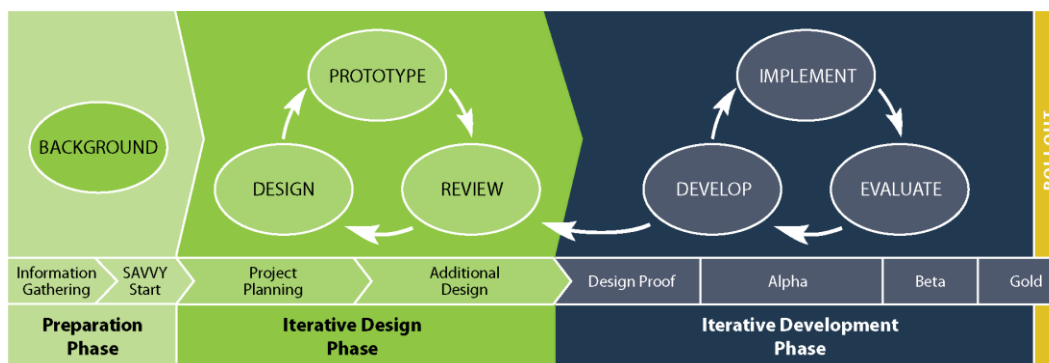 BACKGROUND
PROTOTYPE
DESIGN
REVIEW
IMPLEMENT
DEVELOP
EVALUATE
ROLLOUT
Information
Gathering
SAVVY
Start
Project
Planning
Additional
Design
Design Proof
Alpha
Beta
Gold
Preparation
Phase
Iterative Design
Phase
Iterative Development
Phase